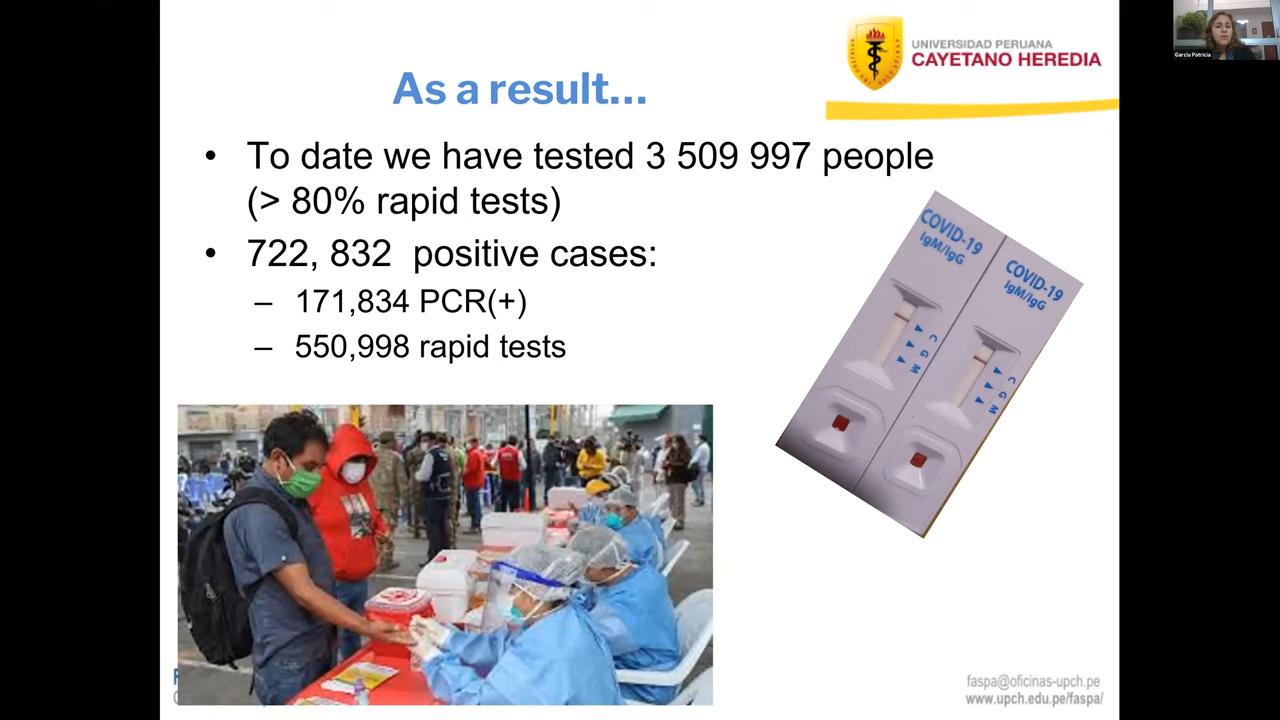 UNIVERSIDAD PERUANA
CAYETANO HEREDIA
Garcia Patricia
As a result...
• To date we have tested 3 509 997 people
(> 80% rapid tests)
• 722, 832 positive cases:
– 171,834 PCR(+)
– 550,998 rapid tests
COVID-19
IgM/IgG
C G M
COVID-19
IgM/IgG
C G M
faspa@oficinas-upch.pe
www.upch.edu.pe/faspa/